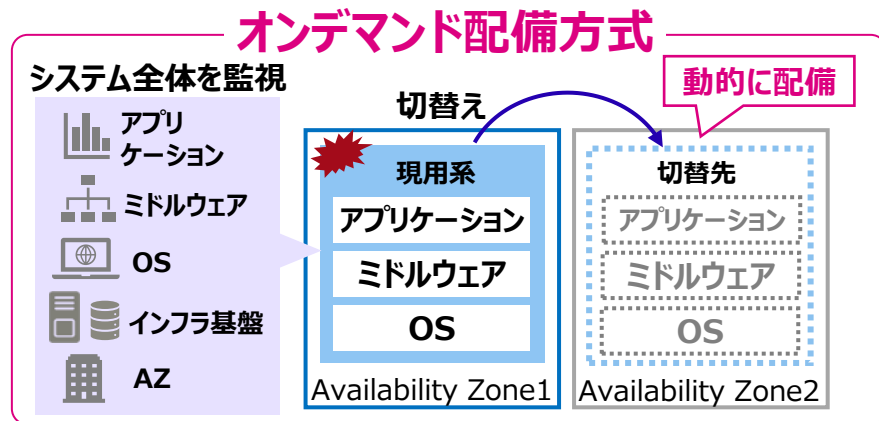 オンデマンド配備方式
システム全体を監視
アプリ
ケーション
ミドルウェア
OS
インフラ基盤
AZ
切替え
現用系
アプリケーション
ミドルウェア
OS
Availability Zone1
動的に配備
切替先
アプリケーション
ミドルウェア
OS
Availability Zone2